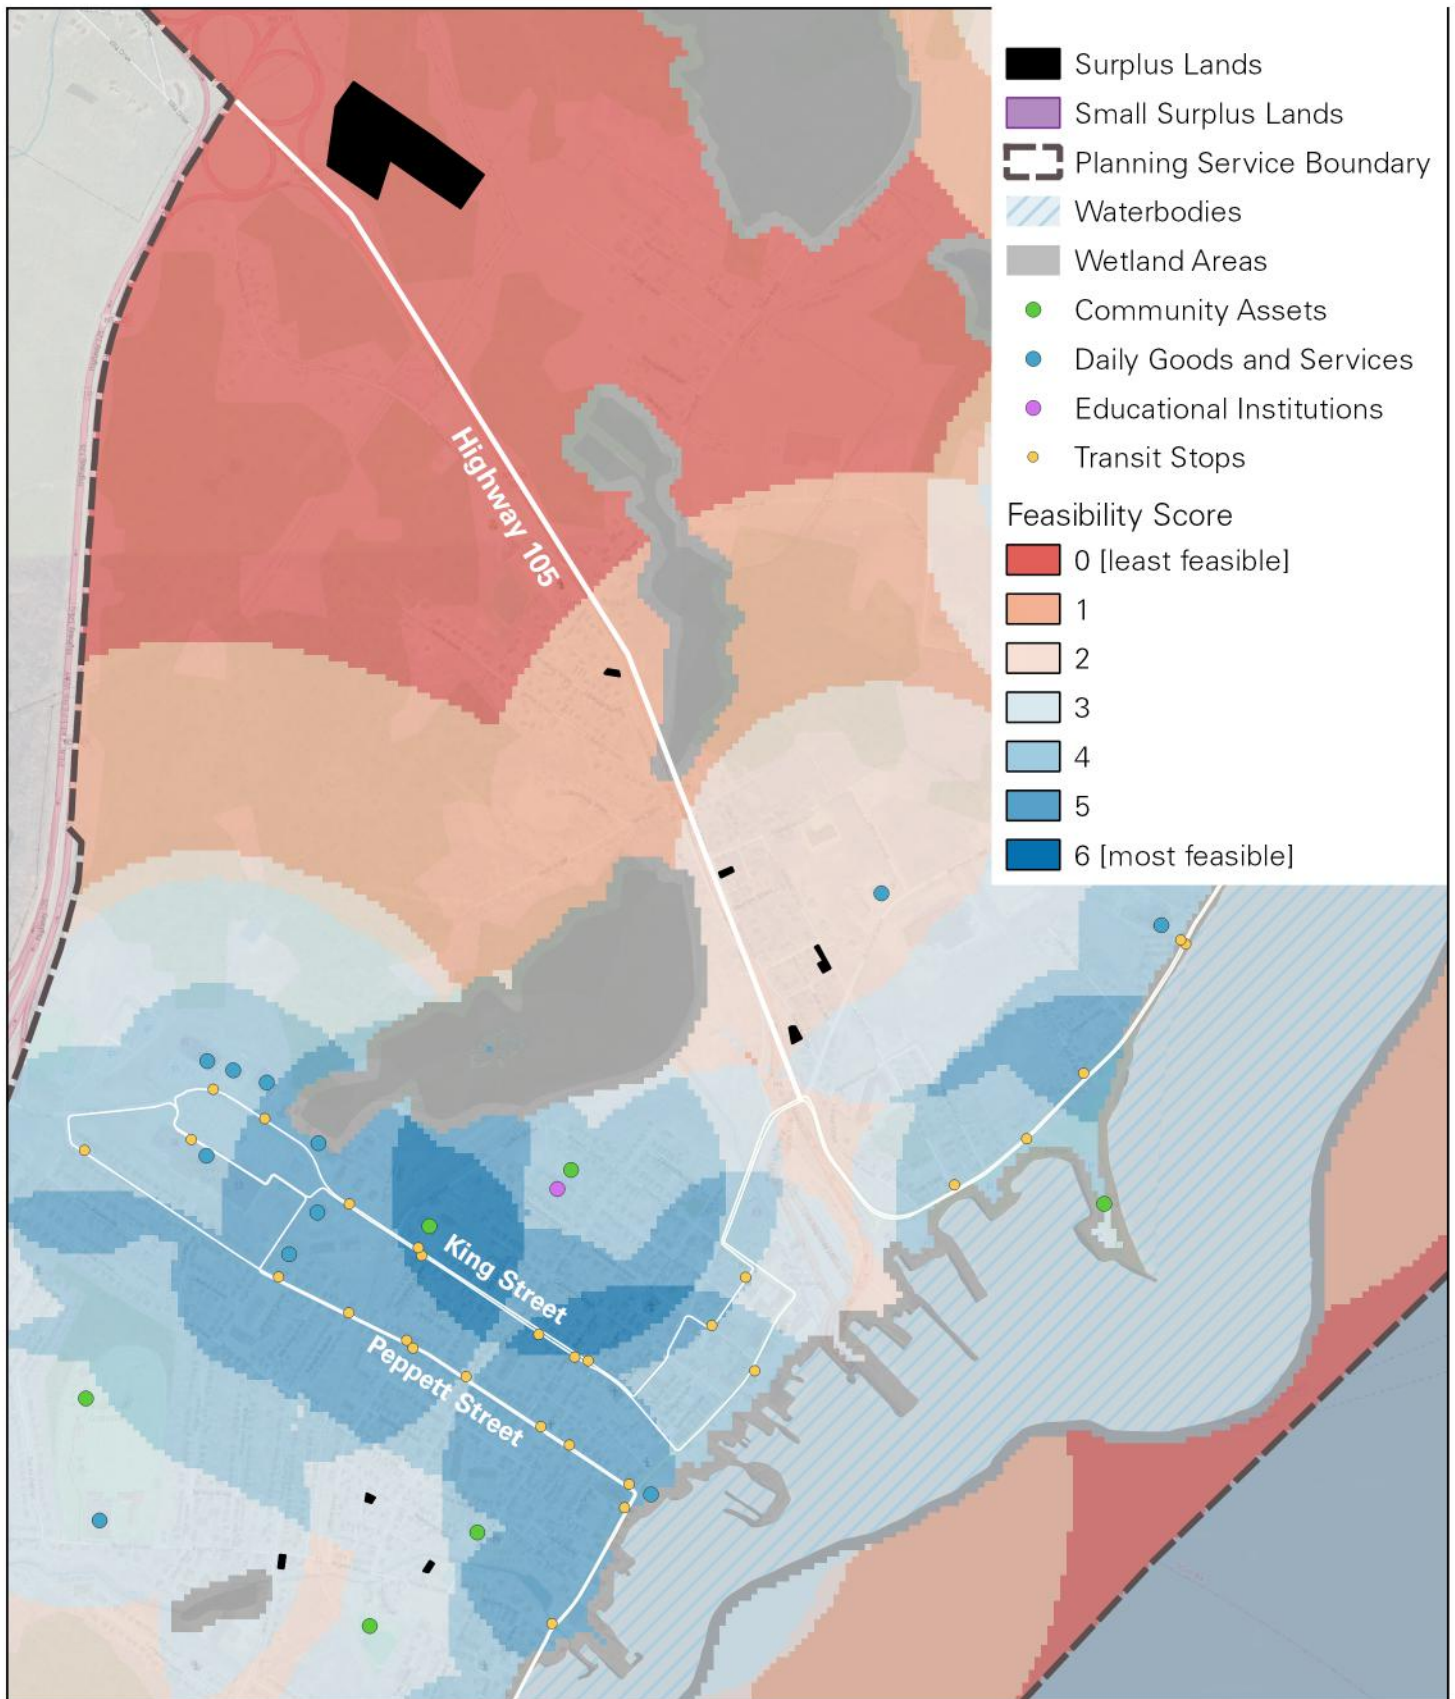 Surplus Lands
Small Surplus Lands
Planning Service Boundary
Waterbodies
Wetland Areas
Community Assets
Daily Goods and Services
Educational Institutions
Transit Stops
Feasibility Score
0 [least feasible]
1
2
3
4
5
6 [most feasible]
Highway 105
King Street
Peppett Street